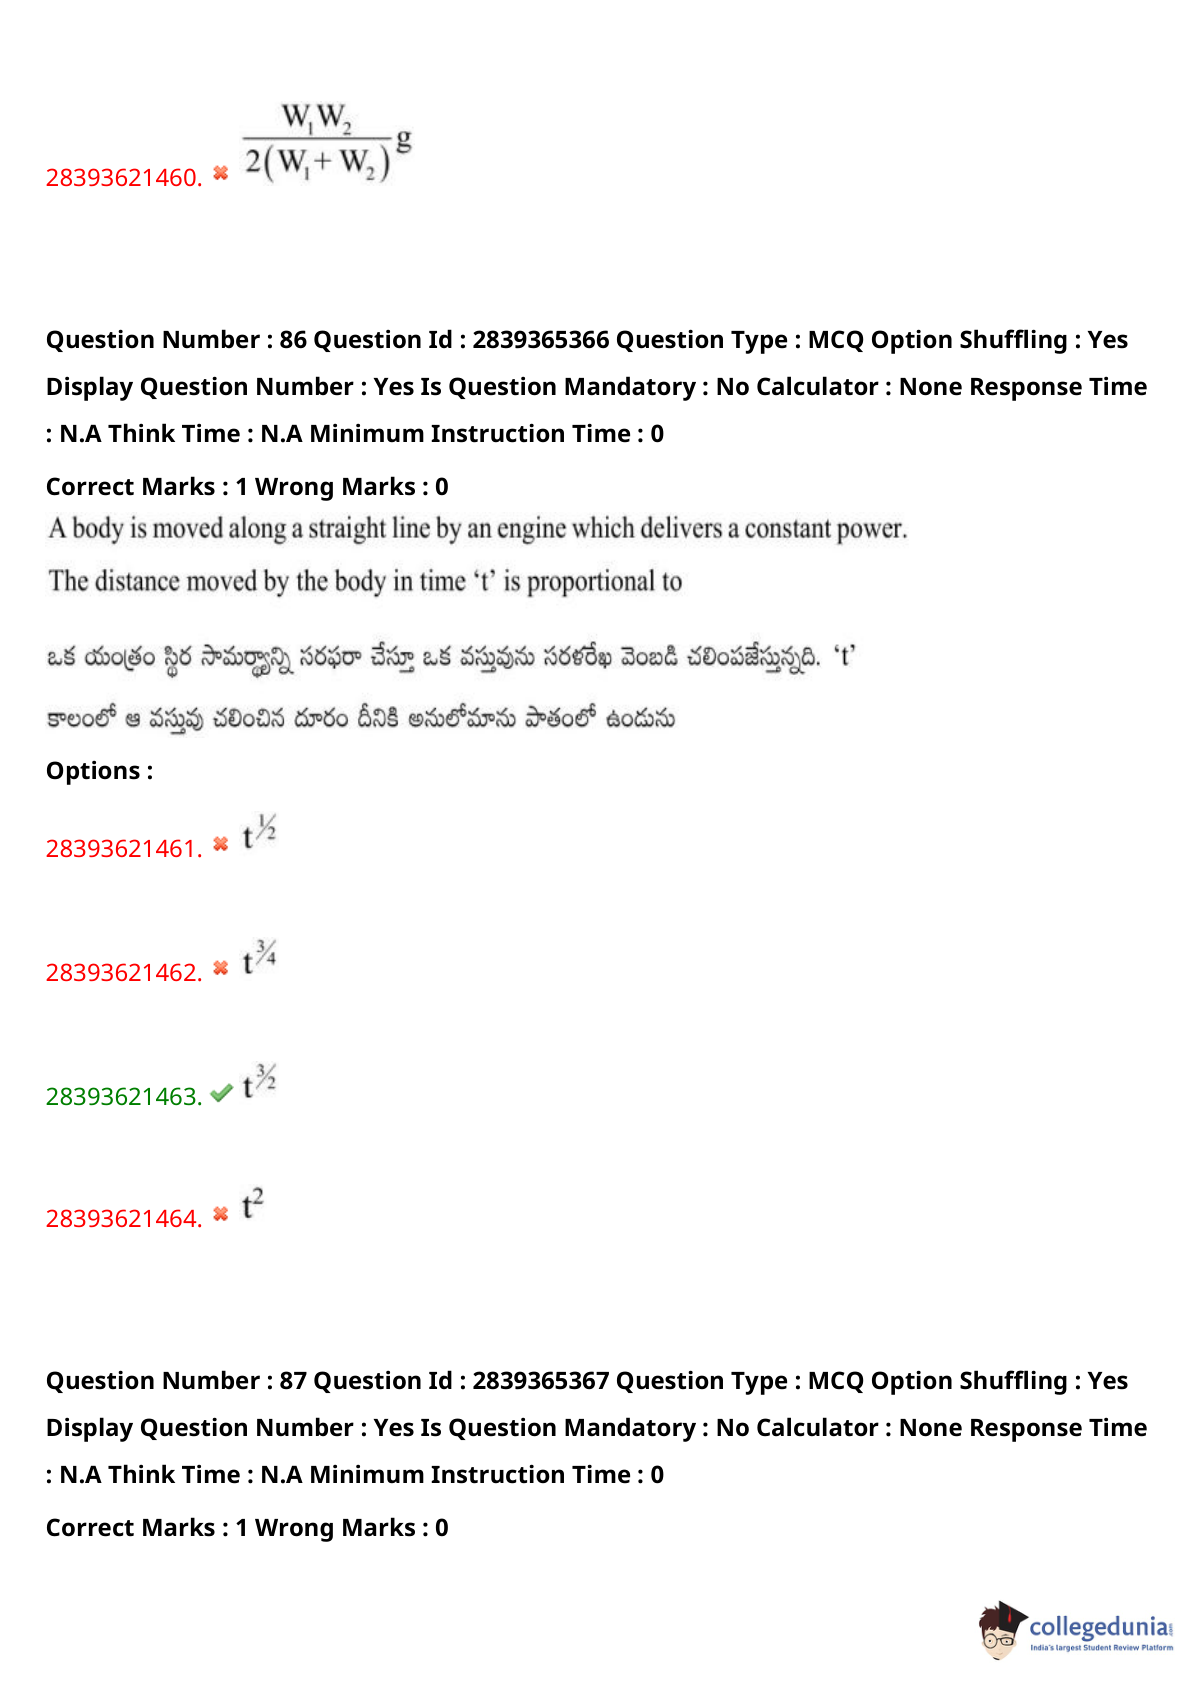 28393621460. W₁W₂ / 2(W₁ + W₂) g
Question Number : 86 Question Id : 2839365366 Question Type : MCQ Option Shuffling : Yes
Display Question Number : Yes Is Question Mandatory : No Calculator : None Response Time
: N.A Think Time : N.A Minimum Instruction Time : 0
Correct Marks : 1 Wrong Marks : 0
A body is moved along a straight line by an engine which delivers a constant power.
The distance moved by the body in time ‘t’ is proportional to
ఒక యంత్రం స్థిర సామర్థ్యాన్ని సరఫరా చేస్తూ ఒక వస్తువును సరళరేఖ వెంబడి చలింపజేస్తున్నది. ‘t’
కాలంలో ఆ వస్తువు చలించిన దూరం దీనికి అనులోమాను పాతంలో ఉండును
Options :
28393621461. t^1/2
28393621462. t^3/4
28393621463. t^3/2
28393621464. t²
Question Number : 87 Question Id : 2839365367 Question Type : MCQ Option Shuffling : Yes
Display Question Number : Yes Is Question Mandatory : No Calculator : None Response Time
: N.A Think Time : N.A Minimum Instruction Time : 0
Correct Marks : 1 Wrong Marks : 0
collegedunia.com
India's largest Student Review Platform